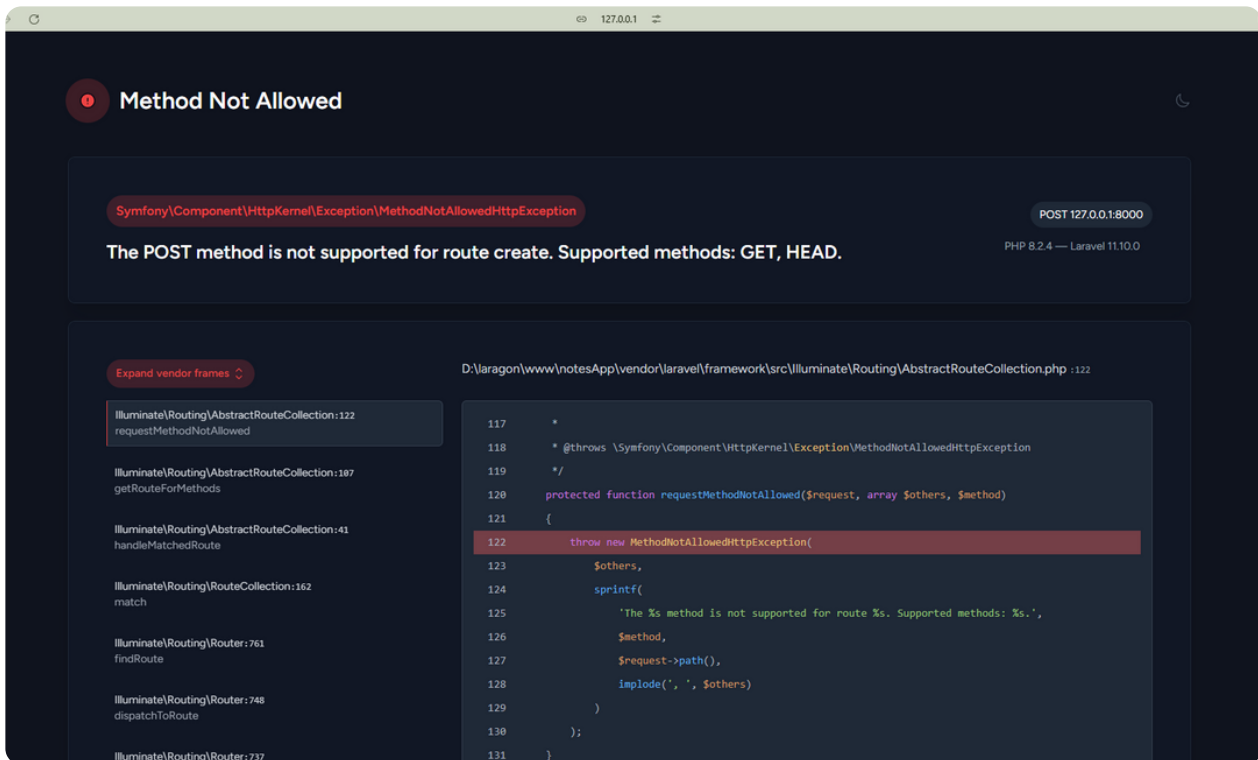 127.0.0.1
Method Not Allowed
Symfony\Component\HttpKernel\Exception\MethodNotAllowedHttpException
POST 127.0.0.1:8000
The POST method is not supported for route create. Supported methods: GET, HEAD.
PHP 8.2.4 — Laravel 11.10.0
Expand vendor frames
D:\laragon\www\notesApp\vendor\laravel\framework\src\Illuminate\Routing\AbstractRouteCollection.php :122
Illuminate\Routing\AbstractRouteCollection:122
requestMethodNotAllowed
Illuminate\Routing\AbstractRouteCollection:107
getRouteForMethods
Illuminate\Routing\AbstractRouteCollection:41
handleMatchedRoute
Illuminate\Routing\RouteCollection:162
match
Illuminate\Routing\Router:761
findRoute
Illuminate\Routing\Router:748
dispatchToRoute
Illuminate\Routing\Router:737
117 *
118 * @throws \Symfony\Component\HttpKernel\Exception\MethodNotAllowedHttpException
119 */
120 protected function requestMethodNotAllowed($request, array $others, $method)
121 {
122 throw new MethodNotAllowedHttpException(
123 $others,
124 sprintf(
125 'The %s method is not supported for route %s. Supported methods: %s.',
126 $method,
127 $request->path(),
128 implode(', ', $others)
129 )
130 );
131 }